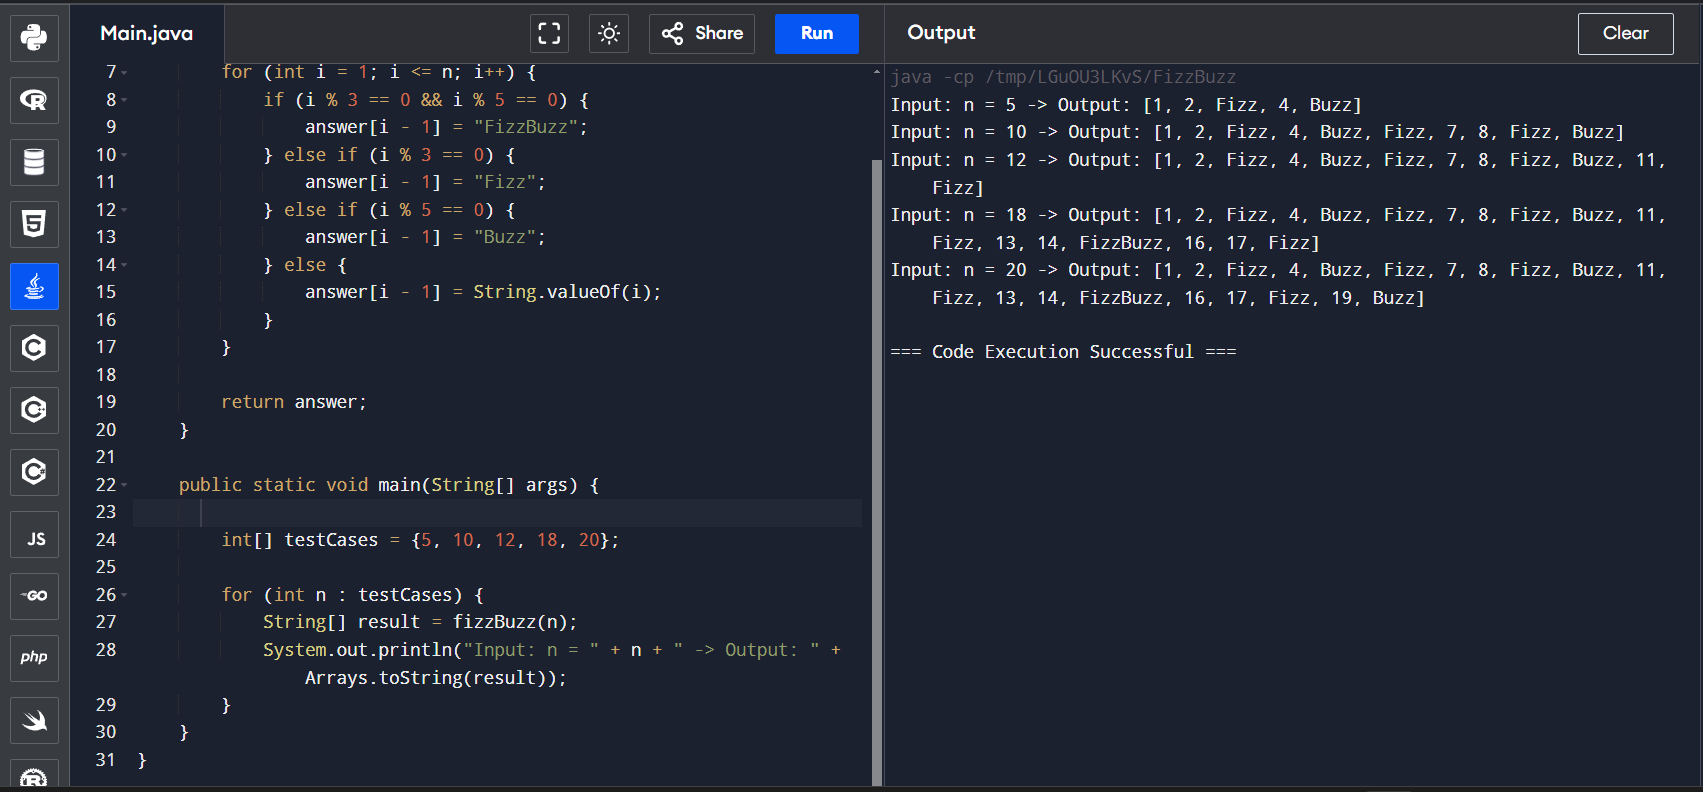 Main.java
Share
Run
Output
Clear
7 for (int i = 1; i <= n; i++) {
8 if (i % 3 == 0 && i % 5 == 0) {
9 answer[i - 1] = "FizzBuzz";
10 } else if (i % 3 == 0) {
11 answer[i - 1] = "Fizz";
12 } else if (i % 5 == 0) {
13 answer[i - 1] = "Buzz";
14 } else {
15 answer[i - 1] = String.valueOf(i);
16 }
17 }
18
19 return answer;
20 }
21
22 public static void main(String[] args) {
23
24 int[] testCases = {5, 10, 12, 18, 20};
25
26 for (int n : testCases) {
27 String[] result = fizzBuzz(n);
28 System.out.println("Input: n = " + n + " -> Output: " +
Arrays.toString(result));
29 }
30 }
31 }
java -cp /tmp/LGuOU3LKvS/FizzBuzz
Input: n = 5 -> Output: [1, 2, Fizz, 4, Buzz]
Input: n = 10 -> Output: [1, 2, Fizz, 4, Buzz, Fizz, 7, 8, Fizz, Buzz]
Input: n = 12 -> Output: [1, 2, Fizz, 4, Buzz, Fizz, 7, 8, Fizz, Buzz, 11,
Fizz]
Input: n = 18 -> Output: [1, 2, Fizz, 4, Buzz, Fizz, 7, 8, Fizz, Buzz, 11,
Fizz, 13, 14, FizzBuzz, 16, 17, Fizz]
Input: n = 20 -> Output: [1, 2, Fizz, 4, Buzz, Fizz, 7, 8, Fizz, Buzz, 11,
Fizz, 13, 14, FizzBuzz, 16, 17, Fizz, 19, Buzz]
=== Code Execution Successful ===
R
5
C
C
C
JS
GO
php
R